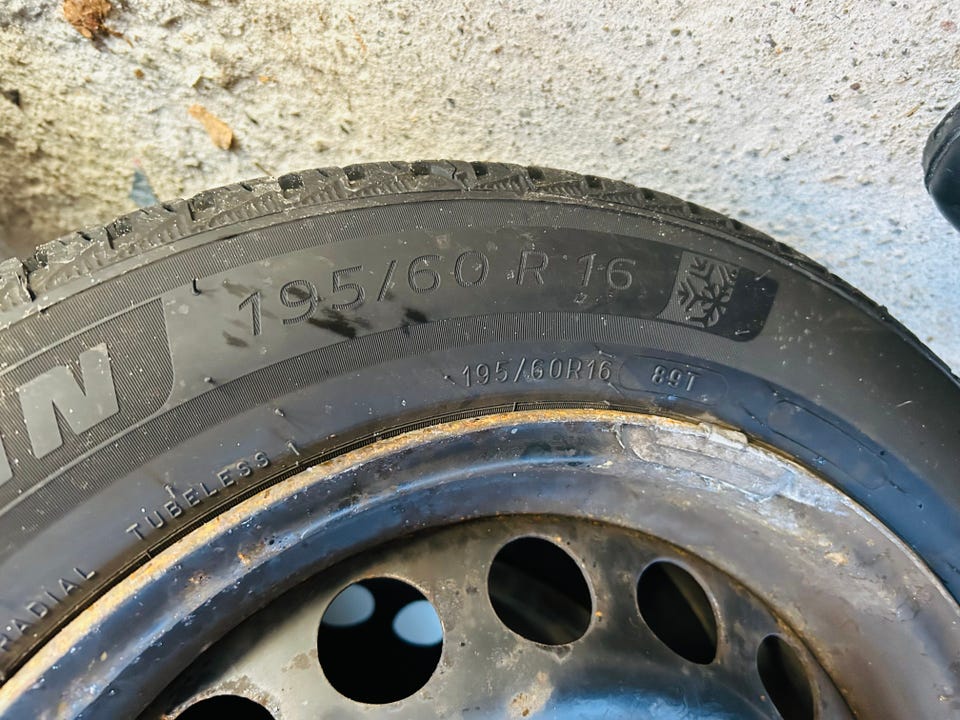 195/60 R 16
195/60R16 89T
N
RADIAL TUBELESS